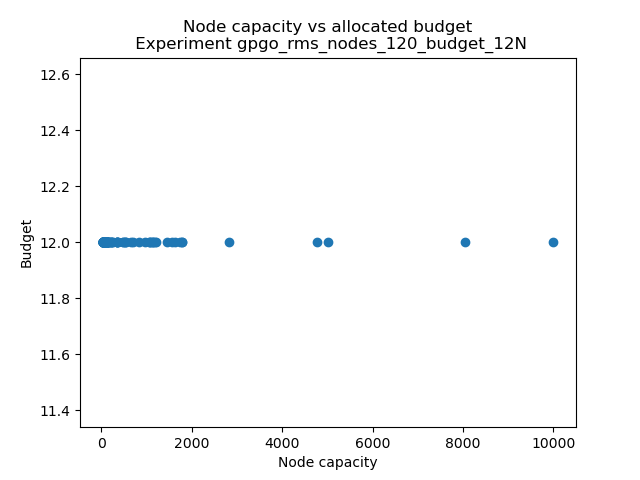 Node capacity vs allocated budget
Experiment gpgo_rms_nodes_120_budget_12N
12.6
12.4
12.2
12.0
11.8
11.6
11.4
Budget
0 2000 4000 6000 8000 10000
Node capacity